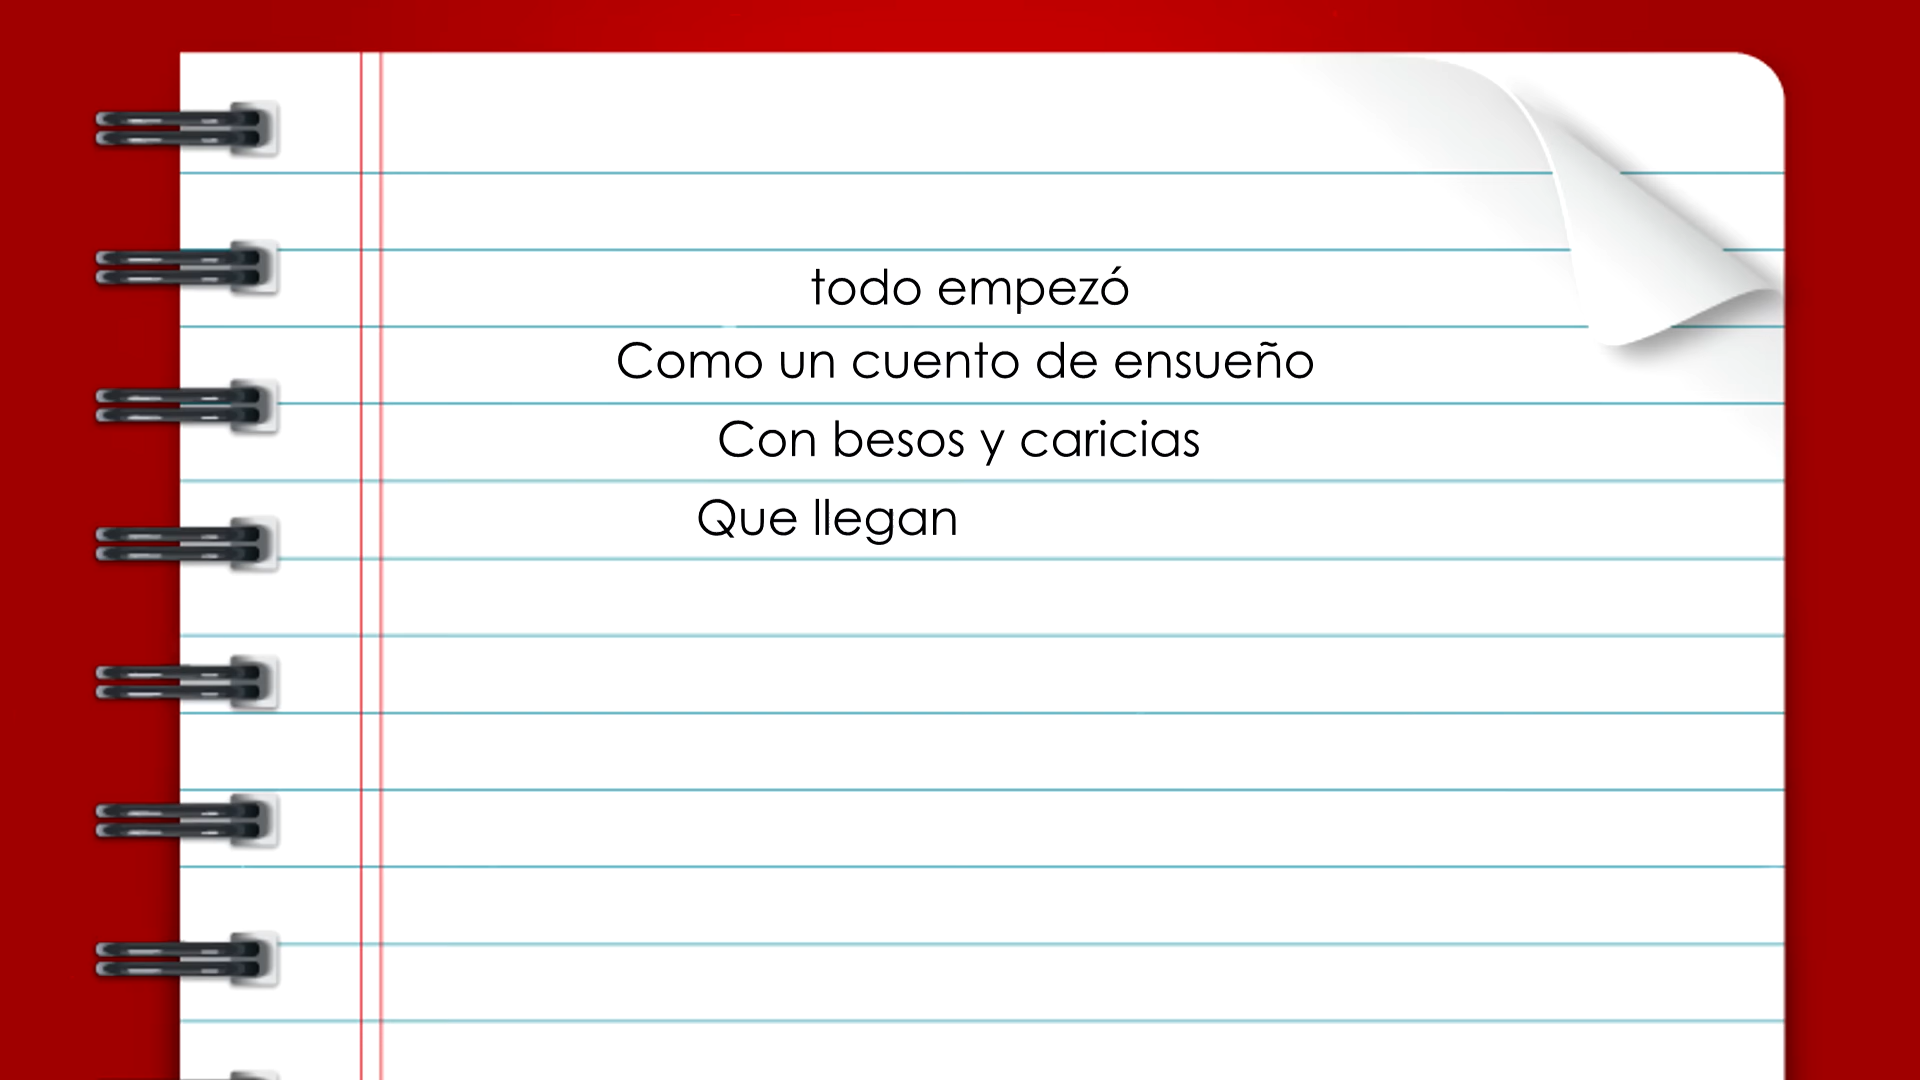 todo empezó
Como un cuento de ensueño
Con besos y caricias
Que llegan